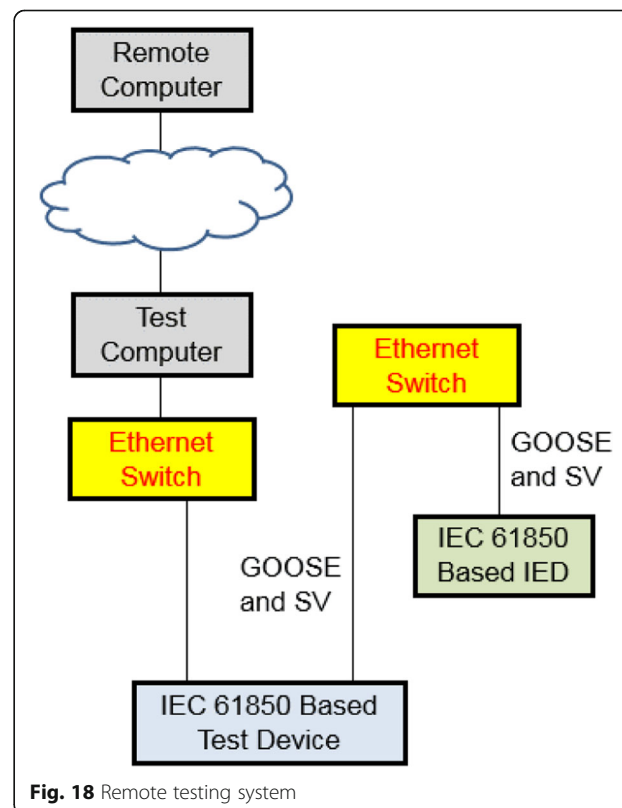 Remote
Computer
Test
Computer
Ethernet
Switch
Ethernet
Switch
GOOSE
and SV
IEC 61850
Based IED
GOOSE
and SV
IEC 61850 Based
Test Device
Fig. 18 Remote testing system